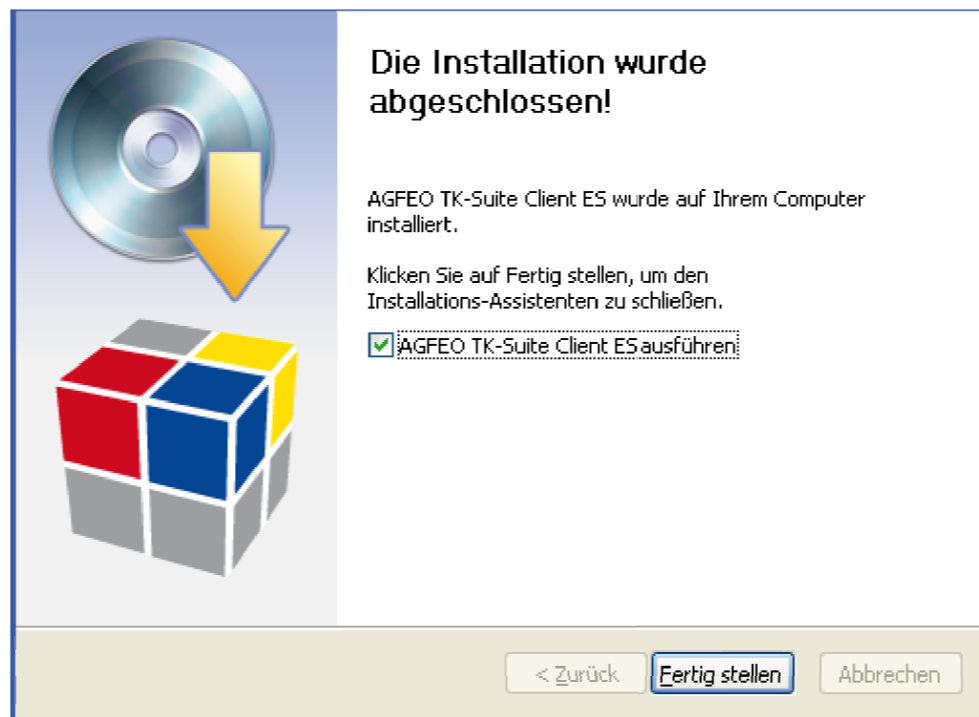 Die Installation wurde
abgeschlossen!
AGFEO TK-Suite Client ES wurde auf Ihrem Computer
installiert.
Klicken Sie auf Fertig stellen, um den
Installations-Assistenten zu schließen.
AGFEO TK-Suite Client ES ausführen
< Zurück
Fertig stellen
Abbrechen